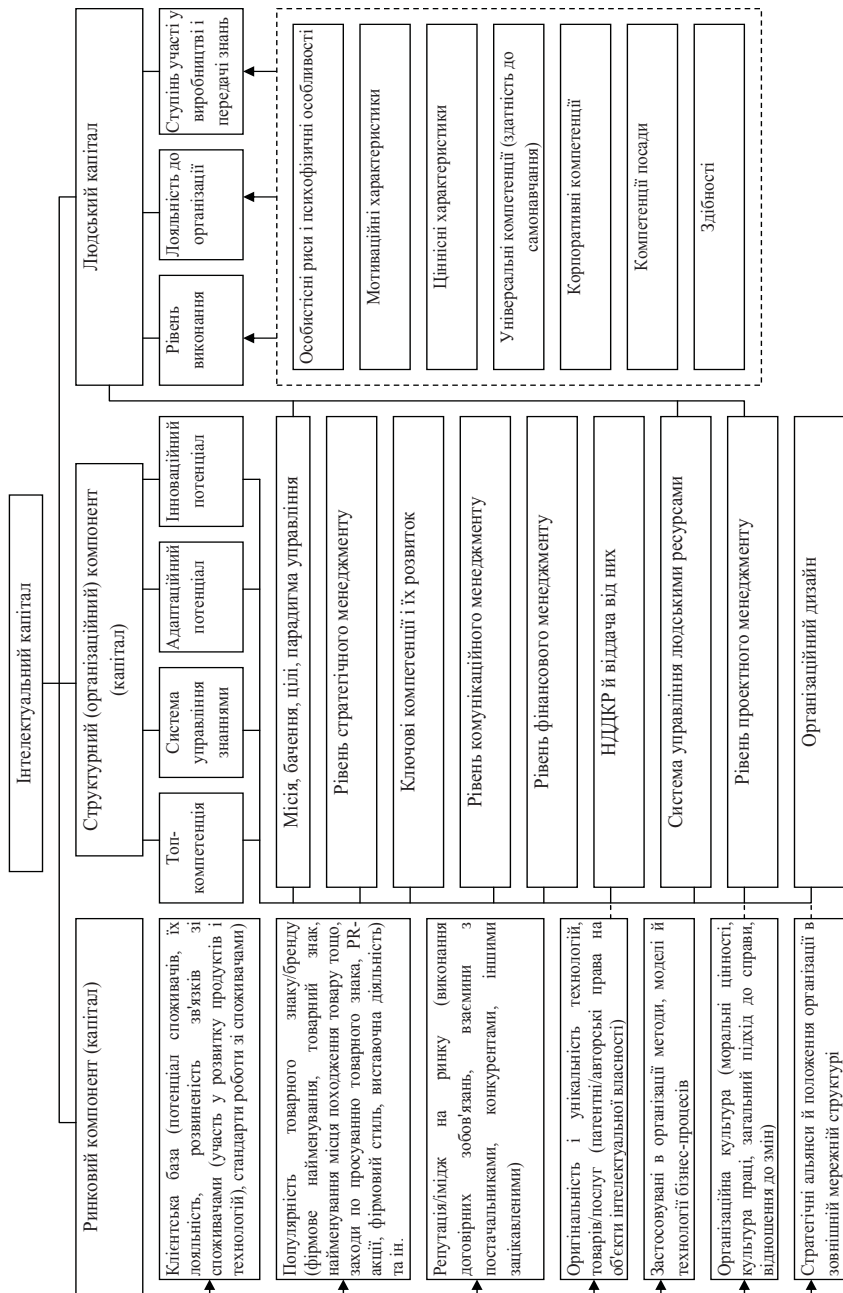 Інтелектуальний капітал
Ринковий компонент (капітал)
Клієнтська база (потенціал споживачів, їх
лояльність, розвиненість зв'язків зі
споживачами (участь у розвитку продуктів і
технологій), стандарти роботи зі споживачами)
Популярність товарного знаку/бренду
(фірмове найменування, товарний знак,
найменування місця походження товару тощо,
заходи по просуванню товарного знака, PR-
акції, фірмовий стиль, виставочна діяльність)
та ін.
Репутація/імідж на ринку (виконання
договірних зобов'язань, взаємини з
постачальниками, конкурентами, іншими
зацікавленими)
Оригінальність і унікальність технологій,
товарів/послуг (патентні/авторські права на
об'єкти інтелектуальної власності)
Застосовувані в організації методи, моделі й
технології бізнес-процесів
Організаційна культура (моральні цінності,
культура праці, загальний підхід до справи,
відношення до змін)
Стратегічні альянси й положення організації в
зовнішній мережній структурі
Структурний (організаційний) компонент
(капітал)
Топ-
компетенція
Система
управління
знаннями
Адаптаційний
потенціал
Інноваційний
потенціал
Місія, бачення, цілі, парадигма управління
Рівень стратегічного менеджменту
Ключові компетенції і їх розвиток
Рівень комунікаційного менеджменту
Рівень фінансового менеджменту
НДДКР й віддача від них
Система управління людськими ресурсами
Рівень проектного менеджменту
Організаційний дизайн
Людський капітал
Рівень
виконання
Лояльність до
організації
Ступінь участі у
виробництві і
передачі знань
Особистісні риси і психофізичні особливості
Мотиваційні характеристики
Ціннісні характеристики
Універсальні компетенції (здатність до
самонавчання)
Корпоративні компетенції
Компетенції посади
Здібності